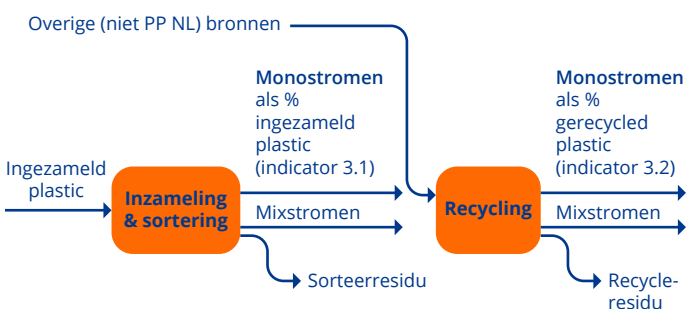 Overige (niet PP NL) bronnen
Monostromen
als %
ingezameld
plastic
(indicator 3.1)
Monostromen
als %
gerecycled
plastic
(indicator 3.2)
Ingezameld
plastic
Inzameling
& sortering
Mixstromen
Recycling
Mixstromen
Sorteerresidu
Recycle-
residu